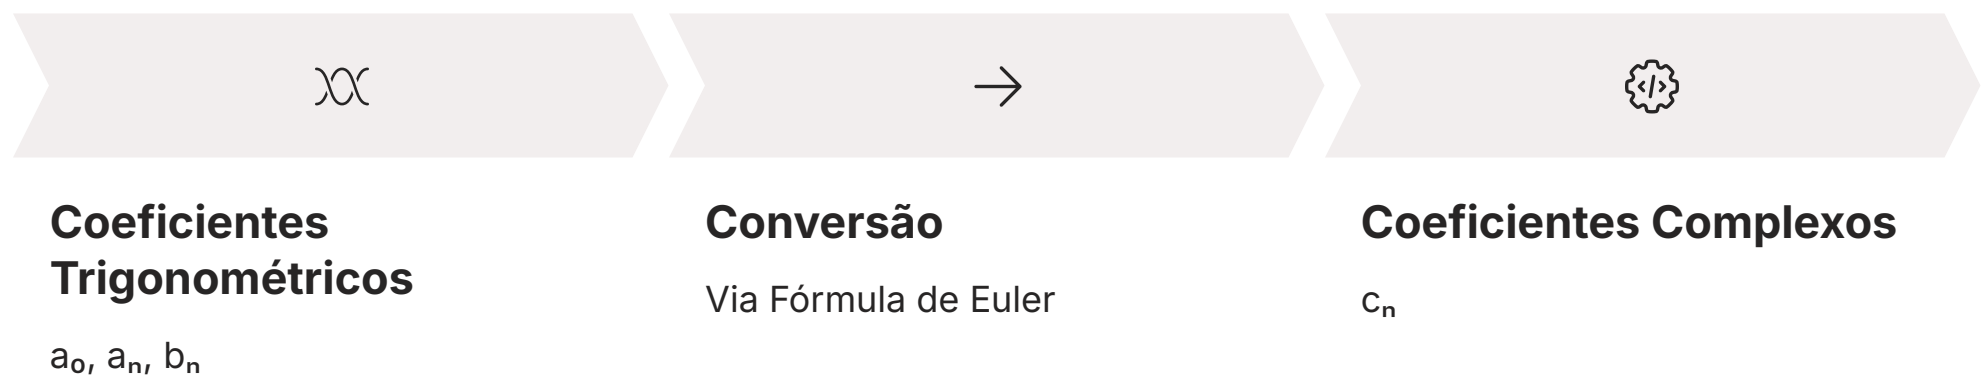 Coeficientes
Trigonométricos
a₀, aₙ, bₙ
Conversão
Via Fórmula de Euler
Coeficientes Complexos
cₙ